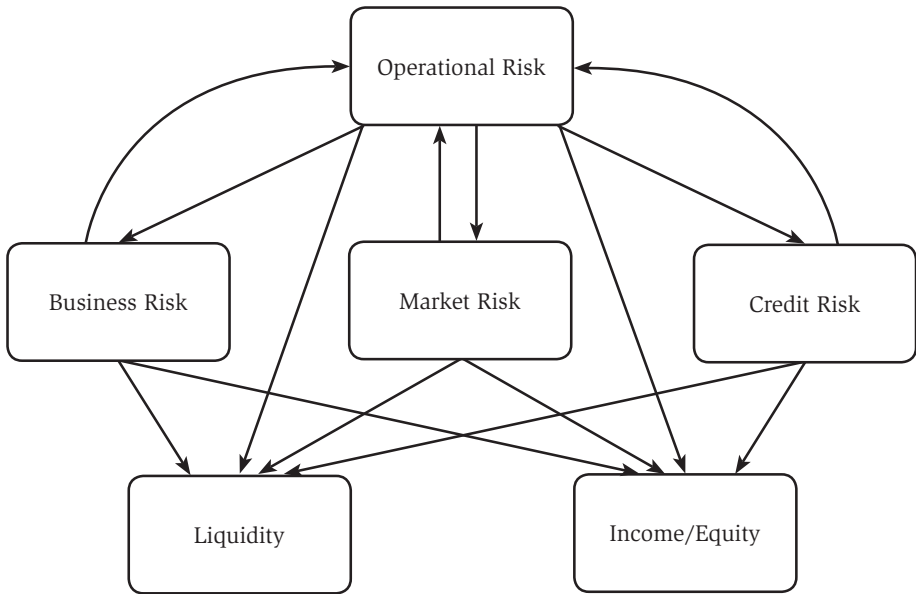 Operational Risk
Business Risk
Market Risk
Credit Risk
Liquidity
Income/Equity